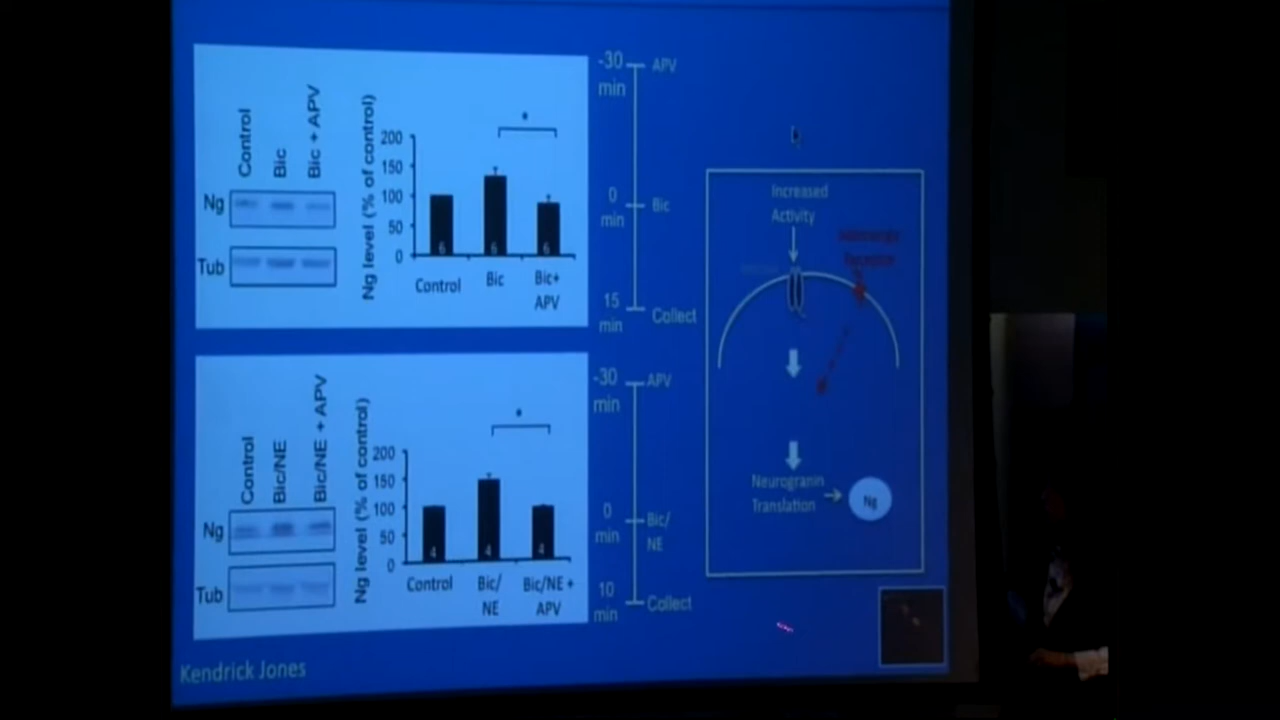 Control
Bic
Bic + APV
Ng
Tub
Ng level (% of control)
200
150
100
50
0
*
6
6
6
Control
Bic
Bic+
APV
-30
min
APV
0
min
Bic
15
min
Collect
Control
Bic/NE
Bic/NE + APV
Ng
Tub
Ng level (% of control)
200
150
100
50
0
*
4
4
4
Control
Bic/
NE
Bic/NE +
APV
-30
min
APV
0
min
Bic/
NE
10
min
Collect
Increased
Activity
Receptor
Neurogranin
Translation
Ng
Kendrick Jones